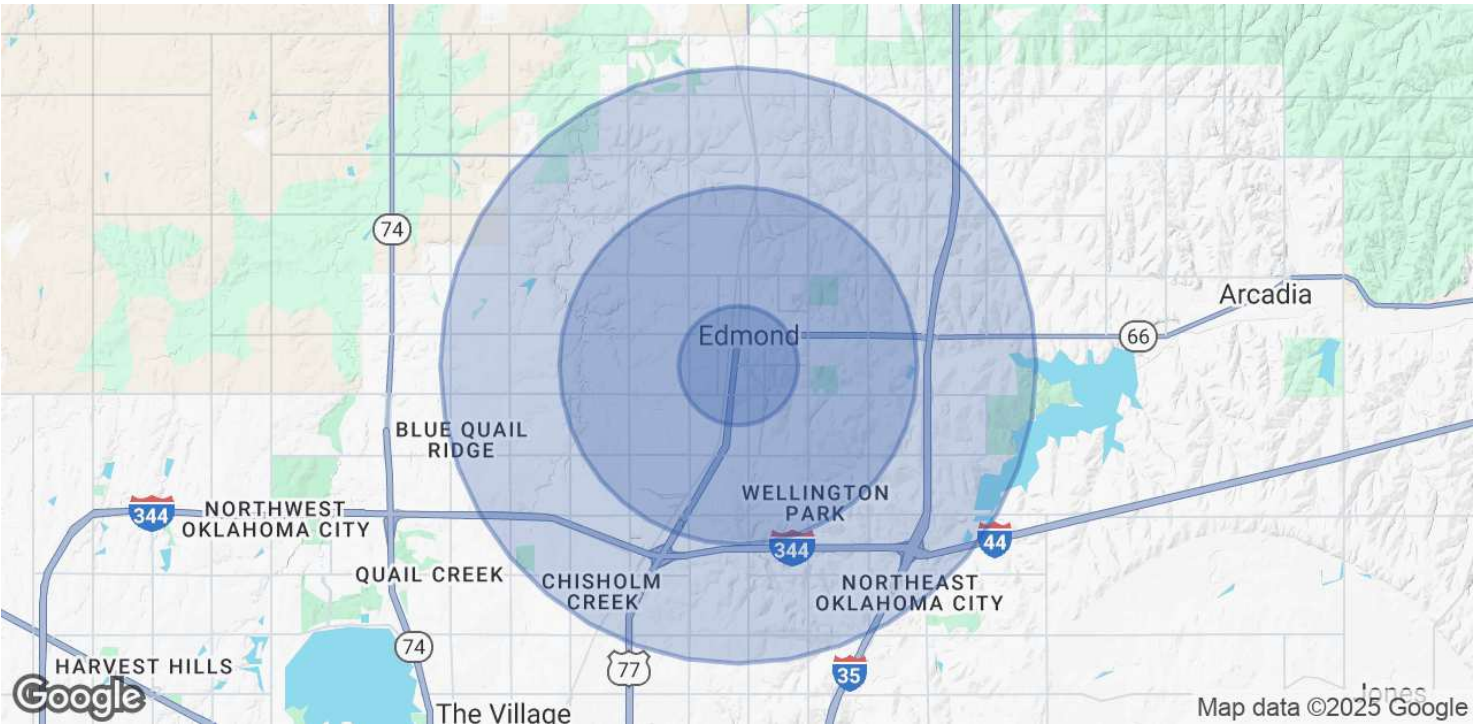 74
Arcadia
Edmond
66
BLUE QUAIL
RIDGE
WELLINGTON
PARK
344
NORTHWEST
OKLAHOMA CITY
344
44
QUAIL CREEK
CHISHOLM
CREEK
NORTHEAST
OKLAHOMA CITY
74
HARVEST HILLS
77
35
Google
The Village
Jones
Map data ©2025 Google